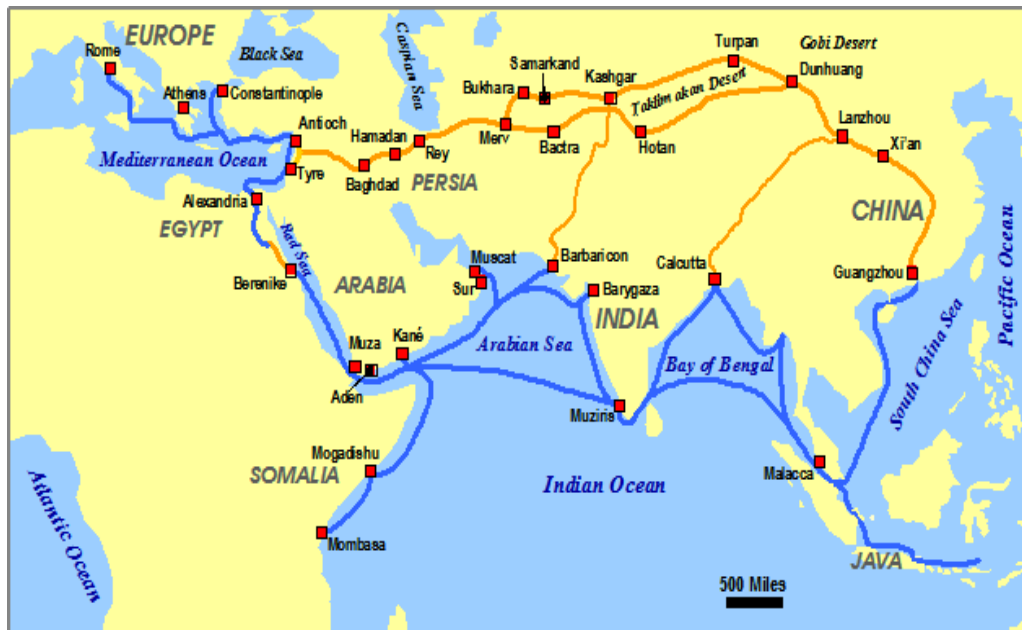 EUROPE
Rome
Black Sea
Caspian Sea
Turpan
Gobi Desert
Samarkand
Kashgar
Dunhuang
Bukhara
Athens
Constantinople
Taklim akan Desert
Antioch
Hamadan
Merv
Bactra
Hotan
Lanzhou
Rey
Xi'an
Mediterranean Ocean
Tyre
Baghdad
PERSIA
Alexandria
EGYPT
CHINA
Rad Sea
Muscat
Barbaricon
Calcutta
Guangzhou
Berenike
ARABIA
Sur
Barygaza
INDIA
Pacific Ocean
Kané
Muza
Arabian Sea
Bay of Bengal
South China Sea
Aden
Muziris
Mogadishu
SOMALIA
Malacca
Indian Ocean
Atlantic Ocean
Mombasa
JAVA
500 Miles